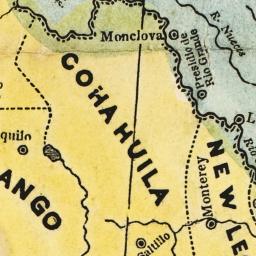 Monclova
R. Nueces
Presidio de
Rio Grande
COHAHUILA
L
Rio
quilo
ANGO
NEW LE
Monterey
Saltillo